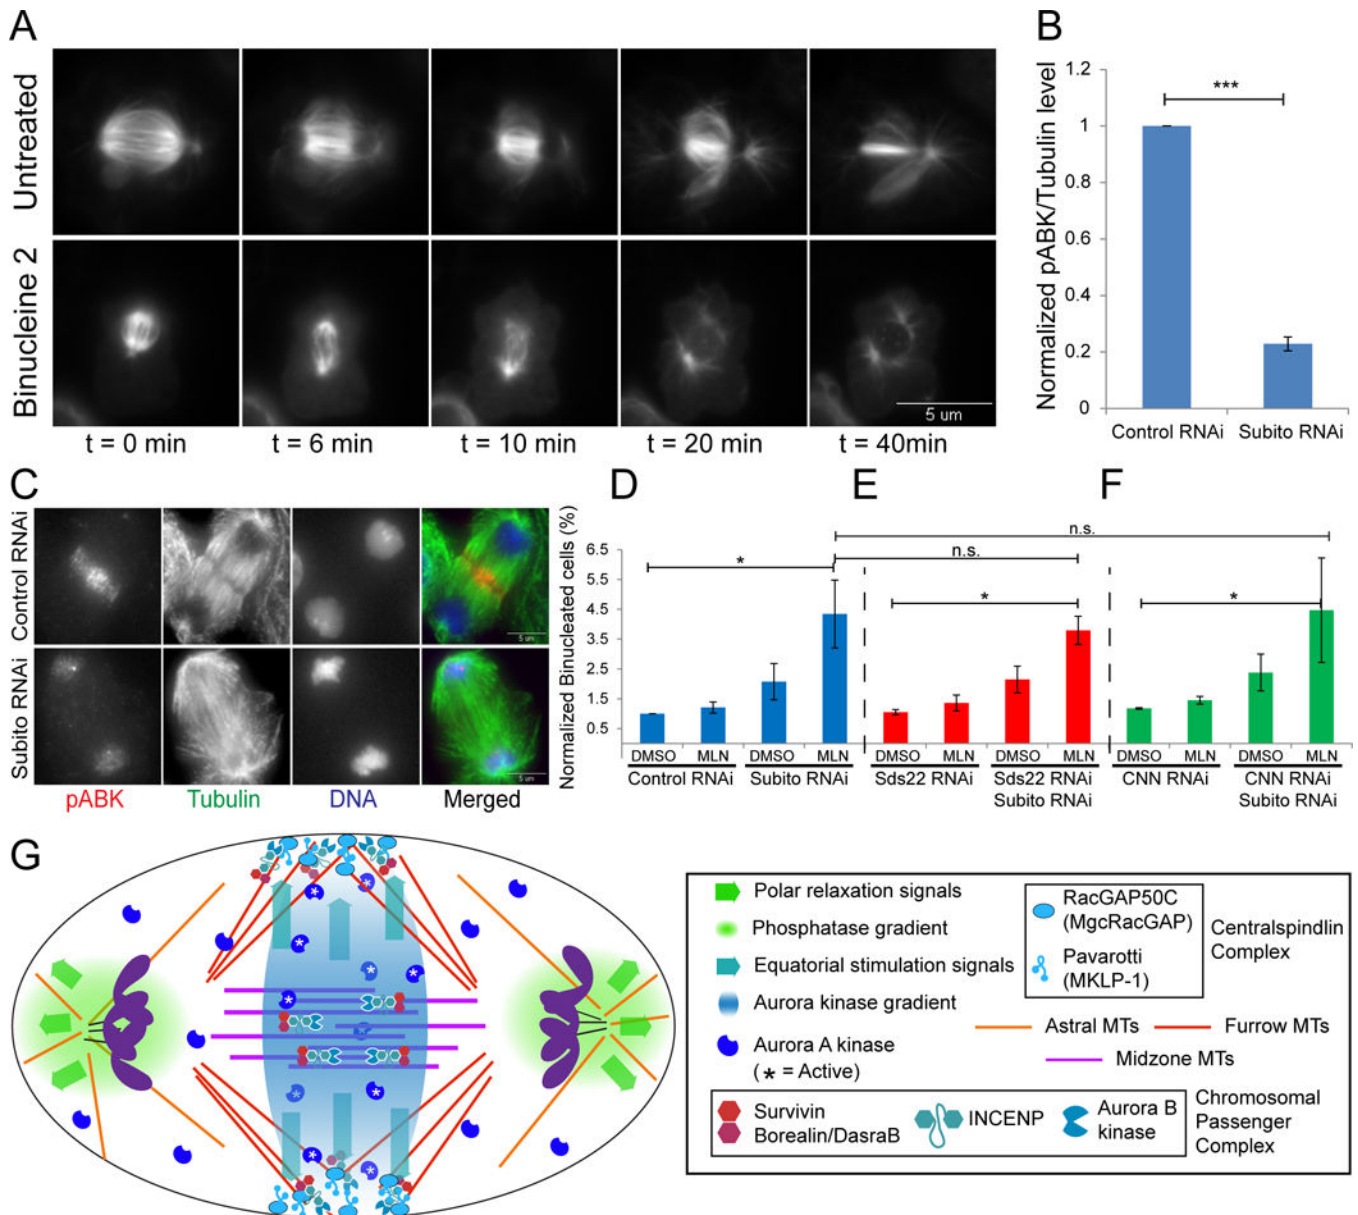 A
Untreated
Binucleine 2
t = 0 min
t = 6 min
t = 10 min
t = 20 min
t = 40min
5 um
B
Normalized pABK/Tubulin level
1.2
1
0.8
0.6
0.4
0.2
0
***
Control RNAi
Subito RNAi
C
Control RNAi
Subito RNAi
5 um
5 um
pABK
Tubulin
DNA
Merged
D
E
F
Normalized Binucleated cells (%)
6.5
5.5
4.5
3.5
2.5
1.5
0.5
n.s.
n.s.
*
*
*
DMSO MLN DMSO MLN
Control RNAi Subito RNAi
DMSO MLN DMSO MLN
Sds22 RNAi Sds22 RNAi
Subito RNAi
DMSO MLN DMSO MLN
CNN RNAi CNN RNAi
Subito RNAi
G
* * * * * * * * * * *
Polar relaxation signals
Phosphatase gradient
Equatorial stimulation signals
Aurora kinase gradient
Aurora A kinase
( * = Active)
RacGAP50C
(MgcRacGAP)
Pavarotti
(MKLP-1)
Centralspindlin
Complex
Astral MTs
Furrow MTs
Midzone MTs
Survivin
Borealin/DasraB
INCENP
Aurora B
kinase
Chromosomal
Passenger
Complex